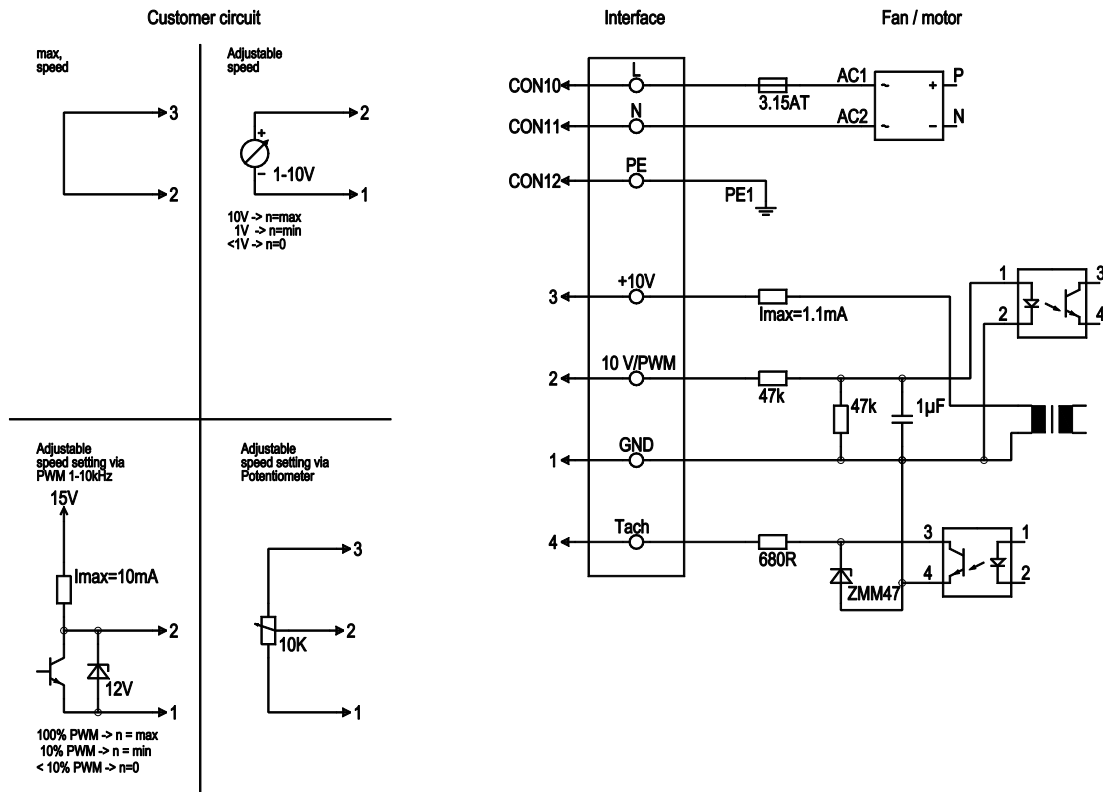 Customer circuit
max,
speed
3
2
Adjustable
speed
2
+
−
1-10V
1
10V -> n=max
1V -> n=min
<1V -> n=0
Adjustable
speed setting via
PWM 1-10kHz
15V
Imax=10mA
2
12V
1
100% PWM -> n = max
10% PWM -> n = min
< 10% PWM -> n=0
Adjustable
speed setting via
Potentiometer
3
2
10K
1
Interface
Fan / motor
CON10
L
3.15AT
AC1
~
+
P
CON11
N
AC2
~
−
N
CON12
PE
PE1
3
+10V
Imax=1.1mA
1
2
3
4
2
10 V/PWM
47k
47k
1µF
1
GND
4
Tach
680R
ZMM47
3
4
1
2